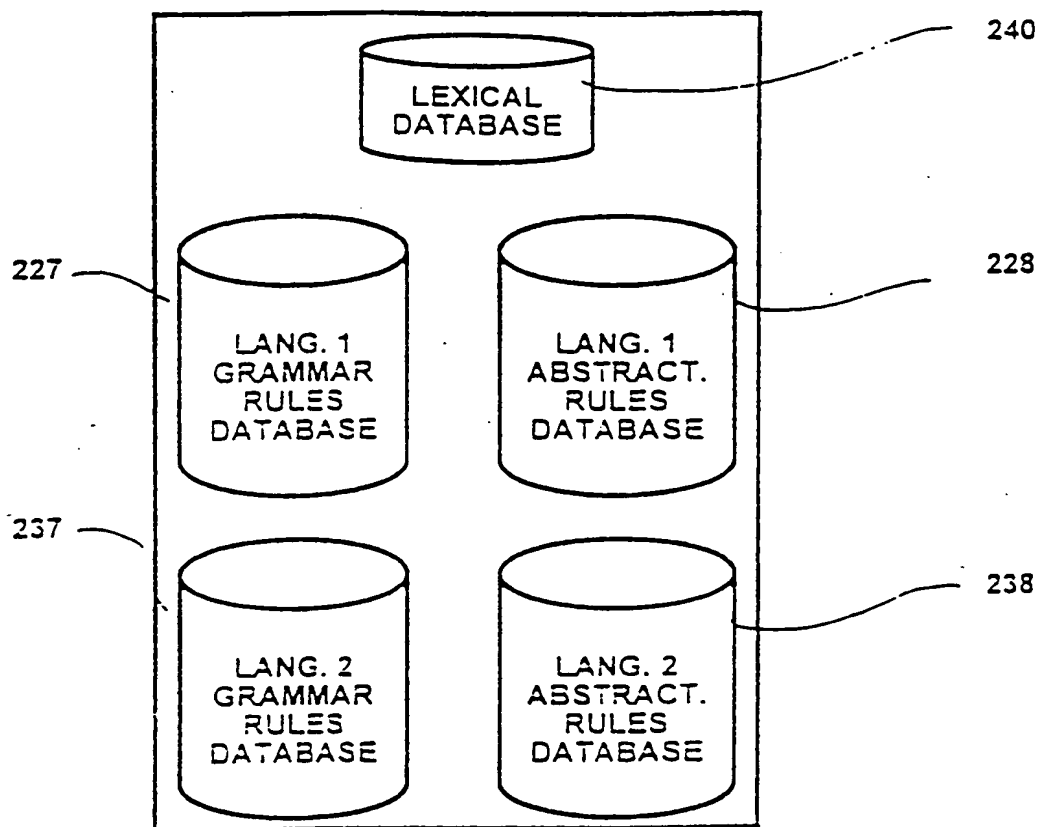 240
LEXICAL
DATABASE
227
228
LANG. 1
GRAMMAR
RULES
DATABASE
LANG. 1
ABSTRACT.
RULES
DATABASE
237
238
LANG. 2
GRAMMAR
RULES
DATABASE
LANG. 2
ABSTRACT.
RULES
DATABASE